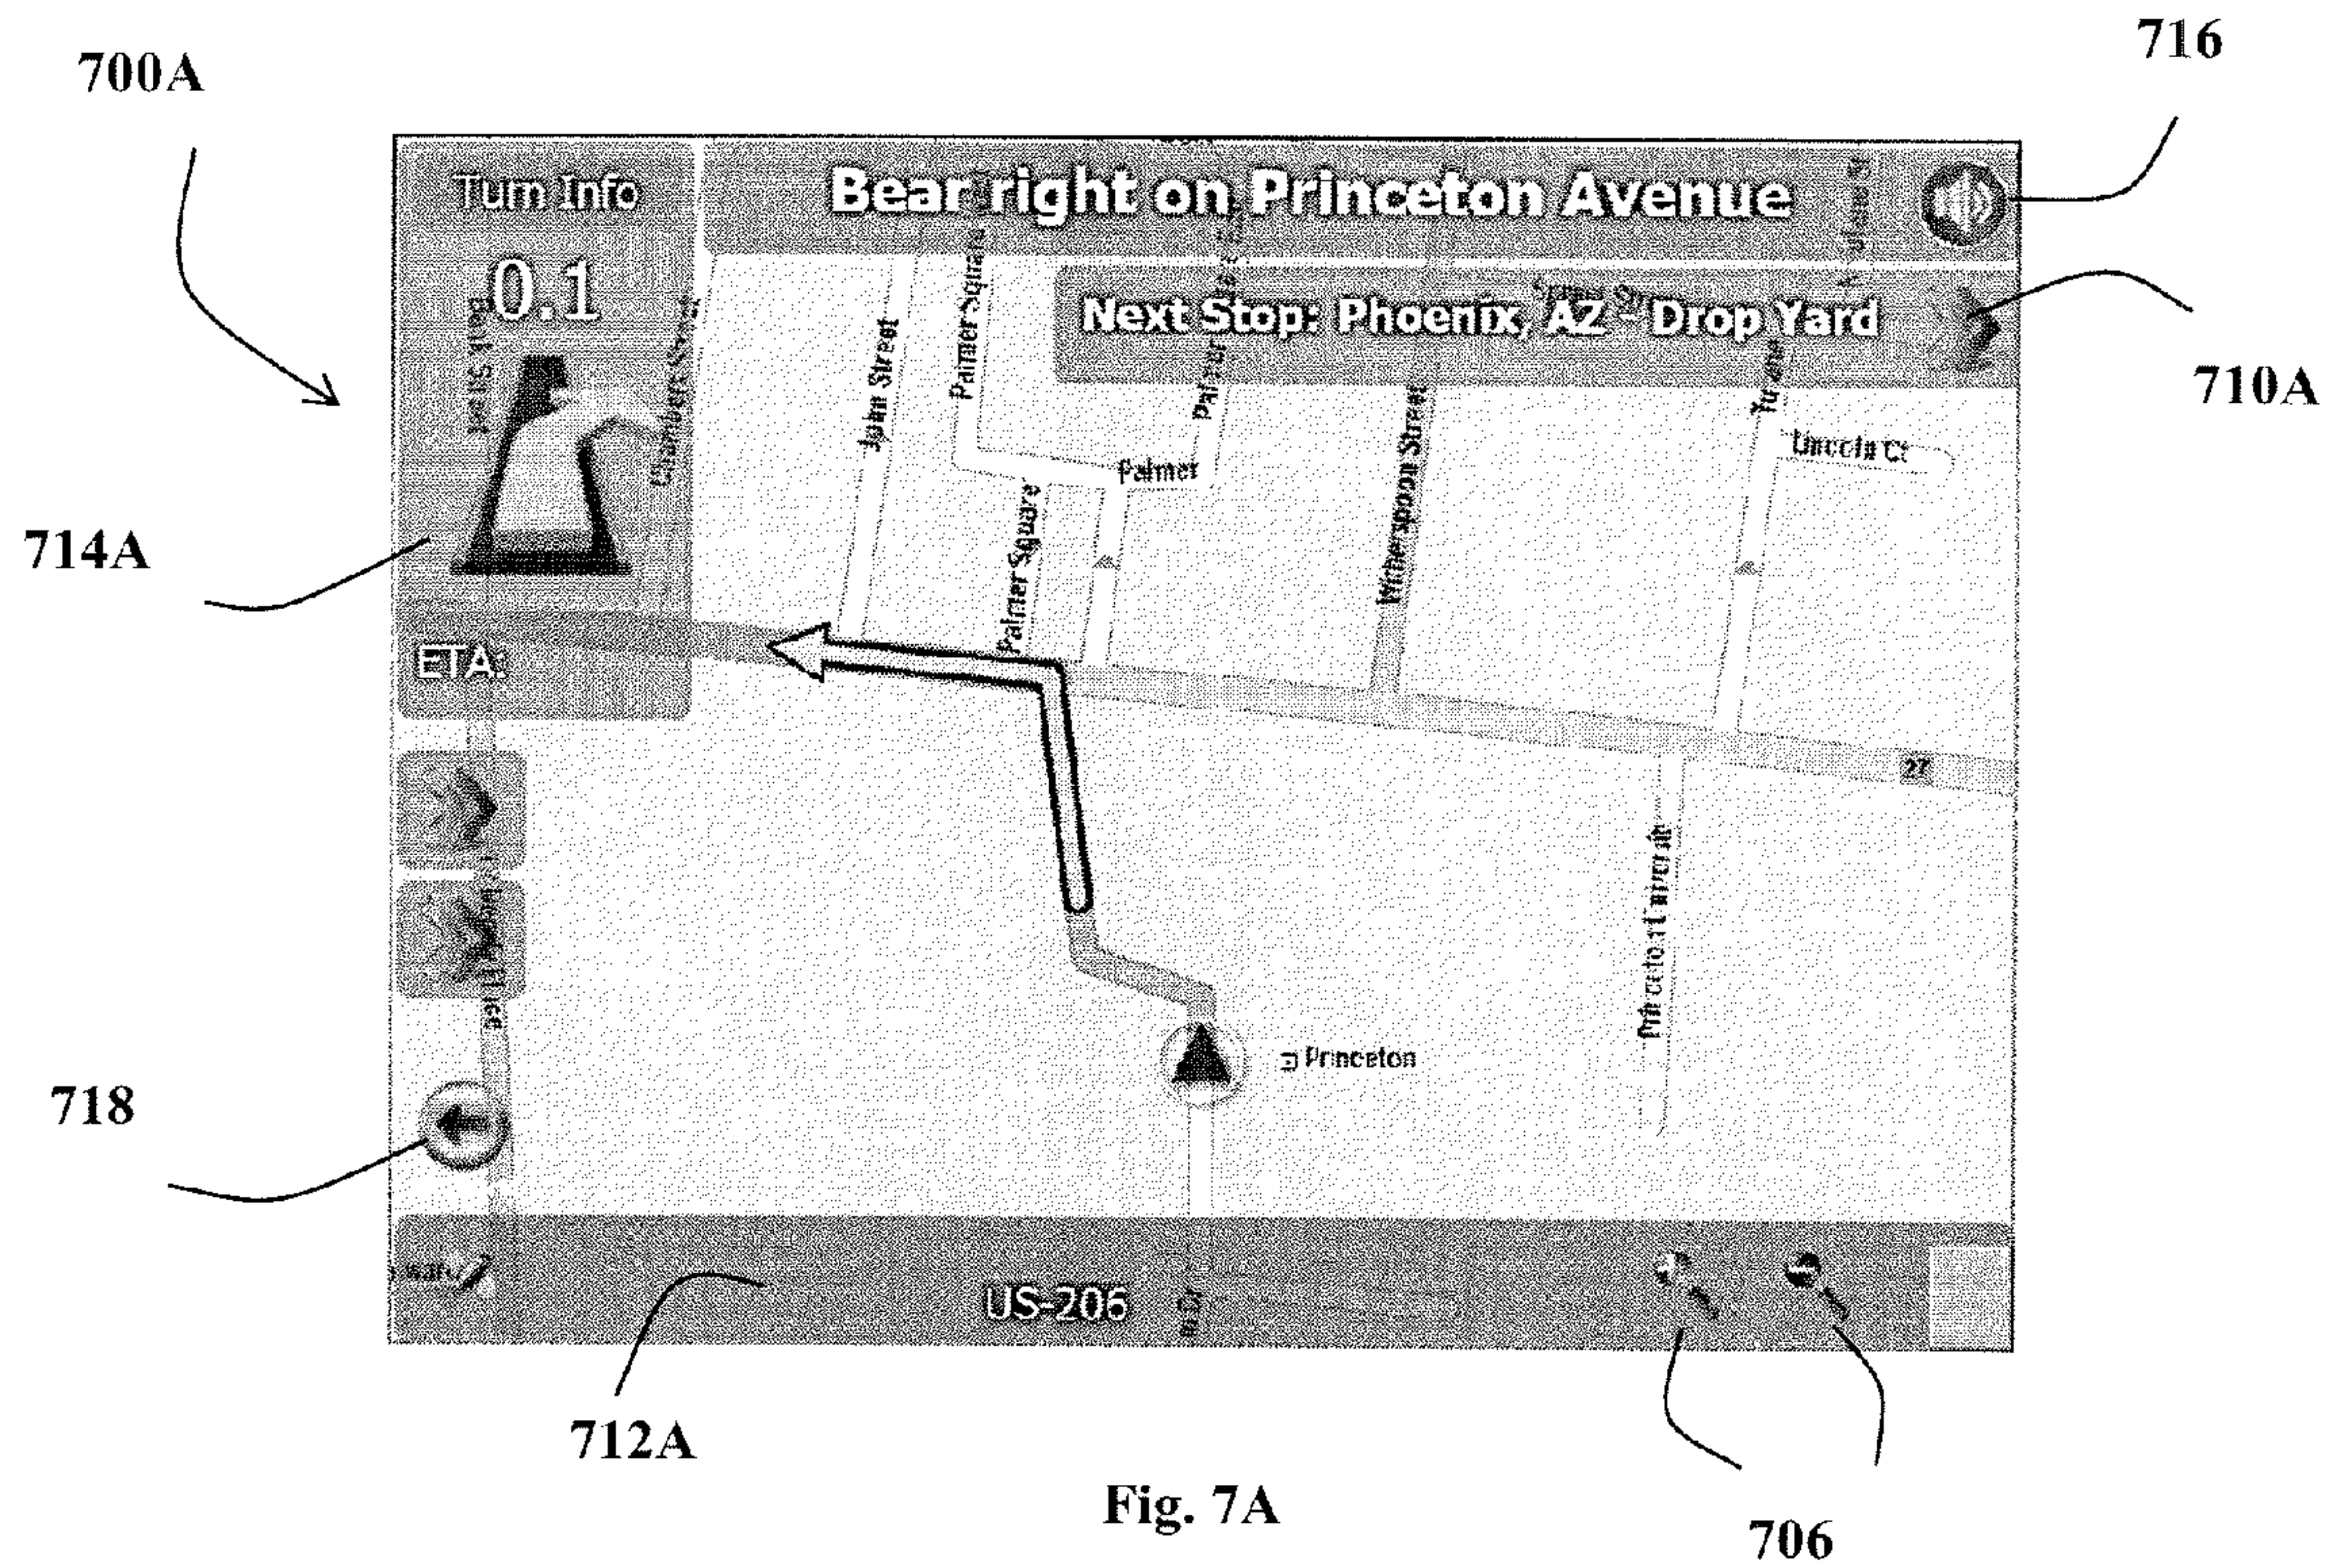 716
700A
Turn Info
Bear right on Princeton Avenue
0.1
Next Stop: Phoenix, AZ - Drop Yard
710A
John Street
Palmer Square
Palmer
Lincoln Ct
Palmer Square
Witherspoon Street
714A
ETA:
27
Princeton
718
US-206
712A
706
Fig. 7A